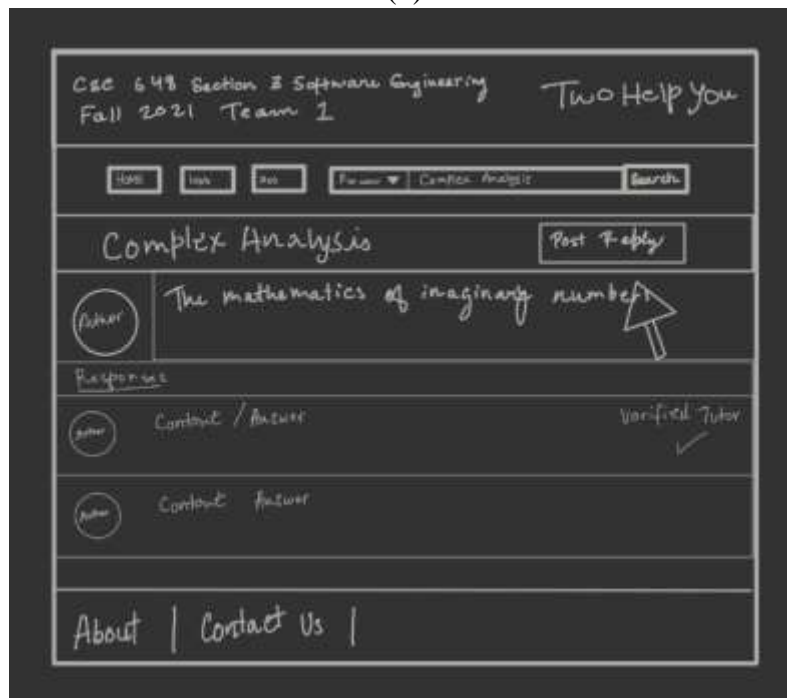 CSC 648 Section 3 Software Engineering
Fall 2021 Team 1
Two Help You
Home
Forums ▼ Complex Analysis Search
Complex Analysis
Post Reply
Author
The mathematics of imaginary numbers
Responses
Author Content / Answer Verified Tutor
Author Content Answer
About | Contact Us |